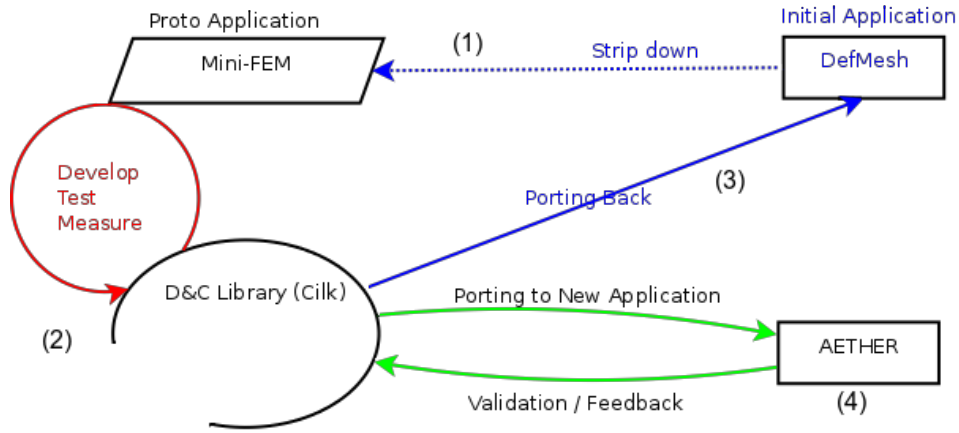 Proto Application
Initial Application
(1)
Mini-FEM
Strip down
DefMesh
Develop
Test
Measure
(3)
Porting Back
D&C Library (Cilk)
Porting to New Application
(2)
AETHER
Validation / Feedback
(4)